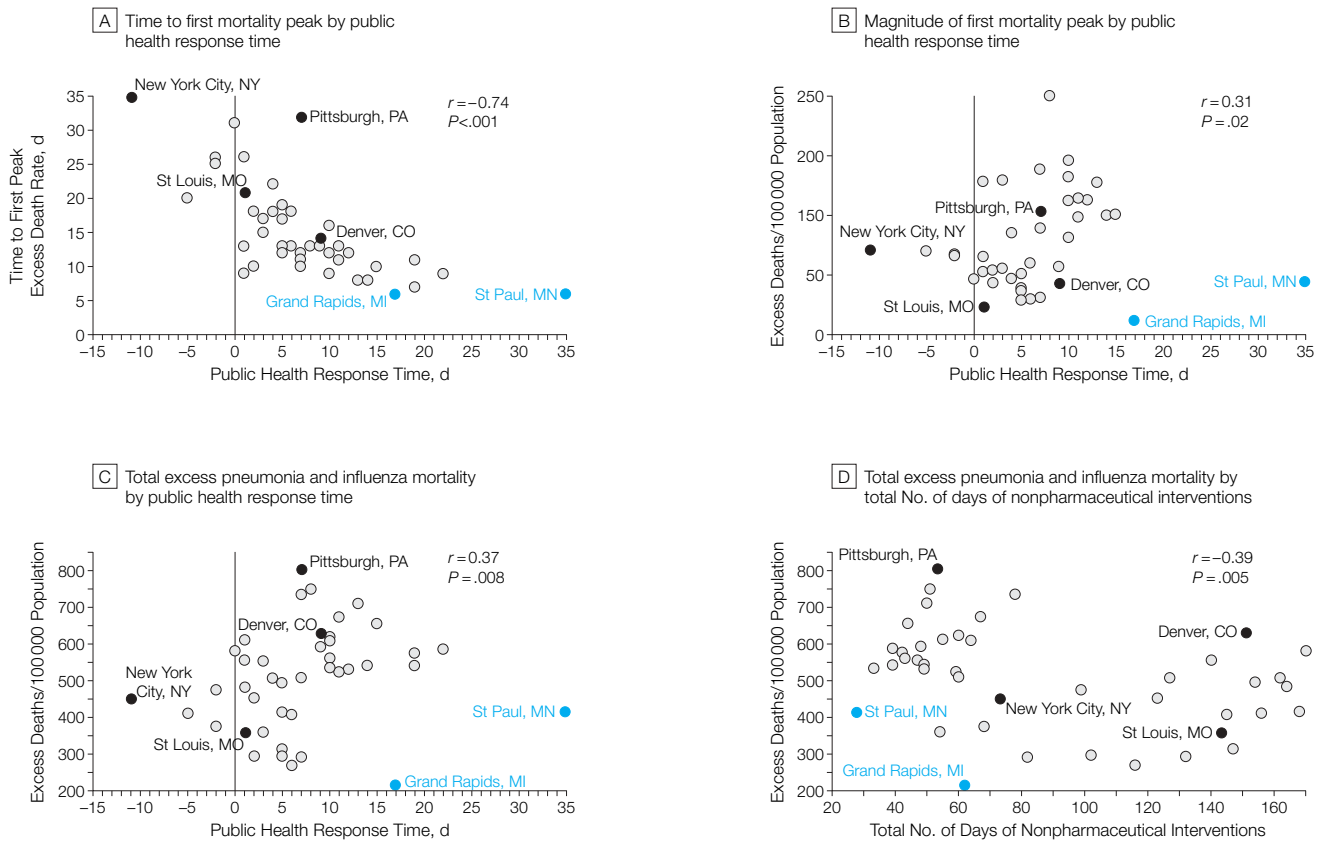 A Time to first mortality peak by public
health response time
Time to First Peak
Excess Death Rate, d
35
30
25
20
15
10
5
0
New York City, NY
Pittsburgh, PA
r=−0.74
P<.001
St Louis, MO
Denver, CO
Grand Rapids, MI
St Paul, MN
−15 −10 −5 0 5 10 15 20 25 30 35
Public Health Response Time, d
B Magnitude of first mortality peak by public
health response time
Excess Deaths/100 000 Population
250
200
150
100
50
0
r=0.31
P=.02
Pittsburgh, PA
New York City, NY
St Paul, MN
Denver, CO
St Louis, MO
Grand Rapids, MI
−15 −10 −5 0 5 10 15 20 25 30 35
Public Health Response Time, d
C Total excess pneumonia and influenza mortality
by public health response time
Excess Deaths/100 000 Population
800
700
600
500
400
300
200
Pittsburgh, PA
r=0.37
P=.008
Denver, CO
New York
City, NY
St Paul, MN
St Louis, MO
Grand Rapids, MI
−15 −10 −5 0 5 10 15 20 25 30 35
Public Health Response Time, d
D Total excess pneumonia and influenza mortality by
total No. of days of nonpharmaceutical interventions
Excess Deaths/100 000 Population
800
700
600
500
400
300
200
Pittsburgh, PA
r=−0.39
P=.005
Denver, CO
St Paul, MN
New York City, NY
St Louis, MO
Grand Rapids, MI
20 40 60 80 100 120 140 160
Total No. of Days of Nonpharmaceutical Interventions